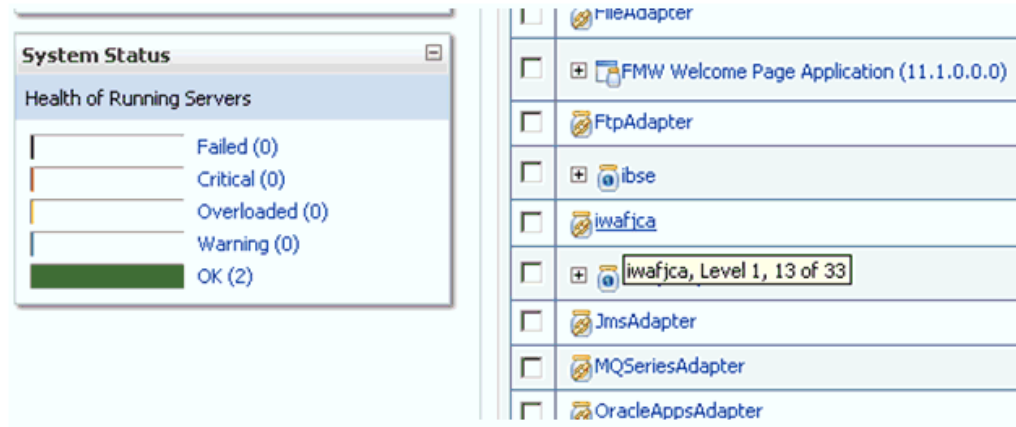 System Status
Health of Running Servers
Failed (0)
Critical (0)
Overloaded (0)
Warning (0)
OK (2)
FileAdapter
FMW Welcome Page Application (11.1.0.0.0)
FtpAdapter
ibse
iwafjca
iwafjca, Level 1, 13 of 33
JmsAdapter
MQSeriesAdapter
OracleAppsAdapter